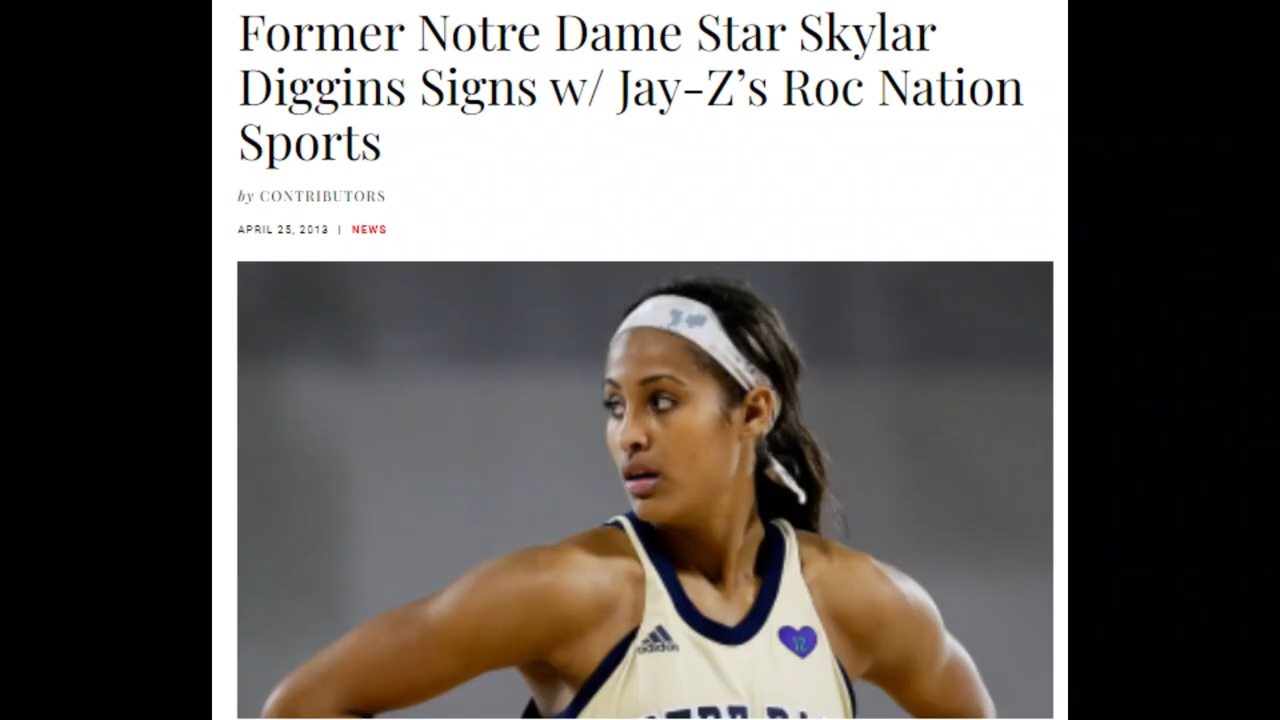 Former Notre Dame Star Skylar
Diggins Signs w/ Jay-Z’s Roc Nation
Sports
by CONTRIBUTORS
APRIL 25, 2013 | NEWS
adidas
12